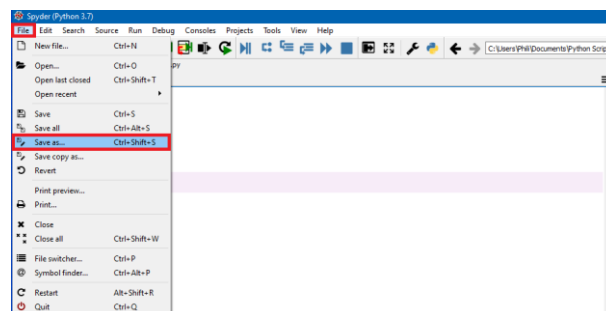 Spyder (Python 3.7)
File Edit Search Source Run Debug Consoles Projects Tools View Help
New file... Ctrl+N
C:\Users\Phil\Documents\Python Scrip
Open... Ctrl+O
Open last closed Ctrl+Shift+T
Open recent
Save Ctrl+S
Save all Ctrl+Alt+S
Save as... Ctrl+Shift+S
Save copy as...
Revert
Print preview...
Print...
Close
Close all Ctrl+Shift+W
File switcher... Ctrl+P
Symbol finder... Ctrl+Alt+P
Restart Alt+Shift+R
Quit Ctrl+Q